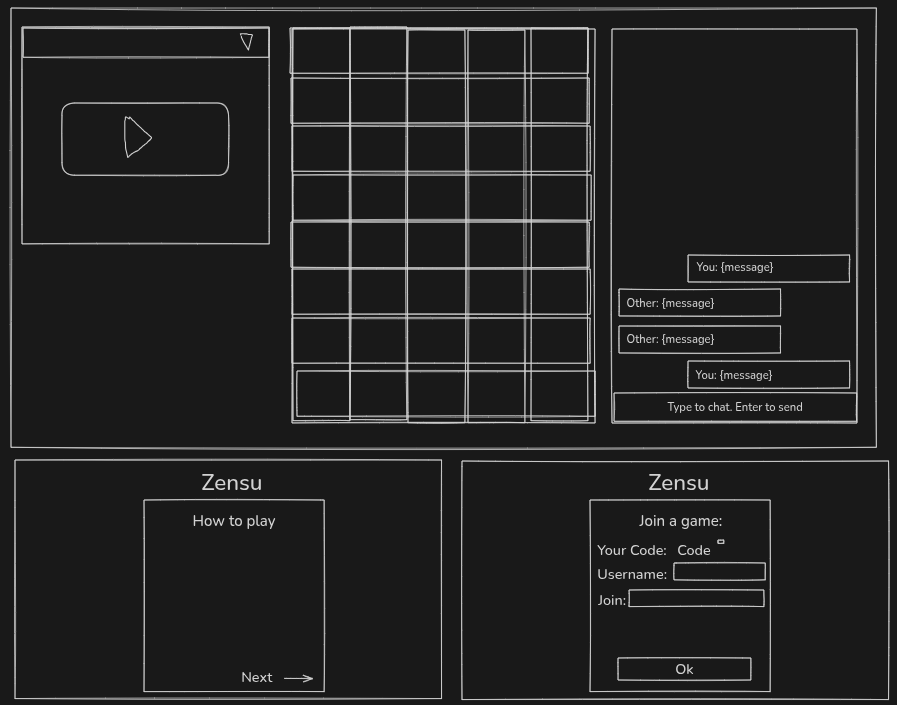 You: {message}
Other: {message}
Other: {message}
You: {message}
Type to chat. Enter to send
Zensu
How to play
Next
Zensu
Join a game:
Your Code: Code
Username:
Join:
Ok